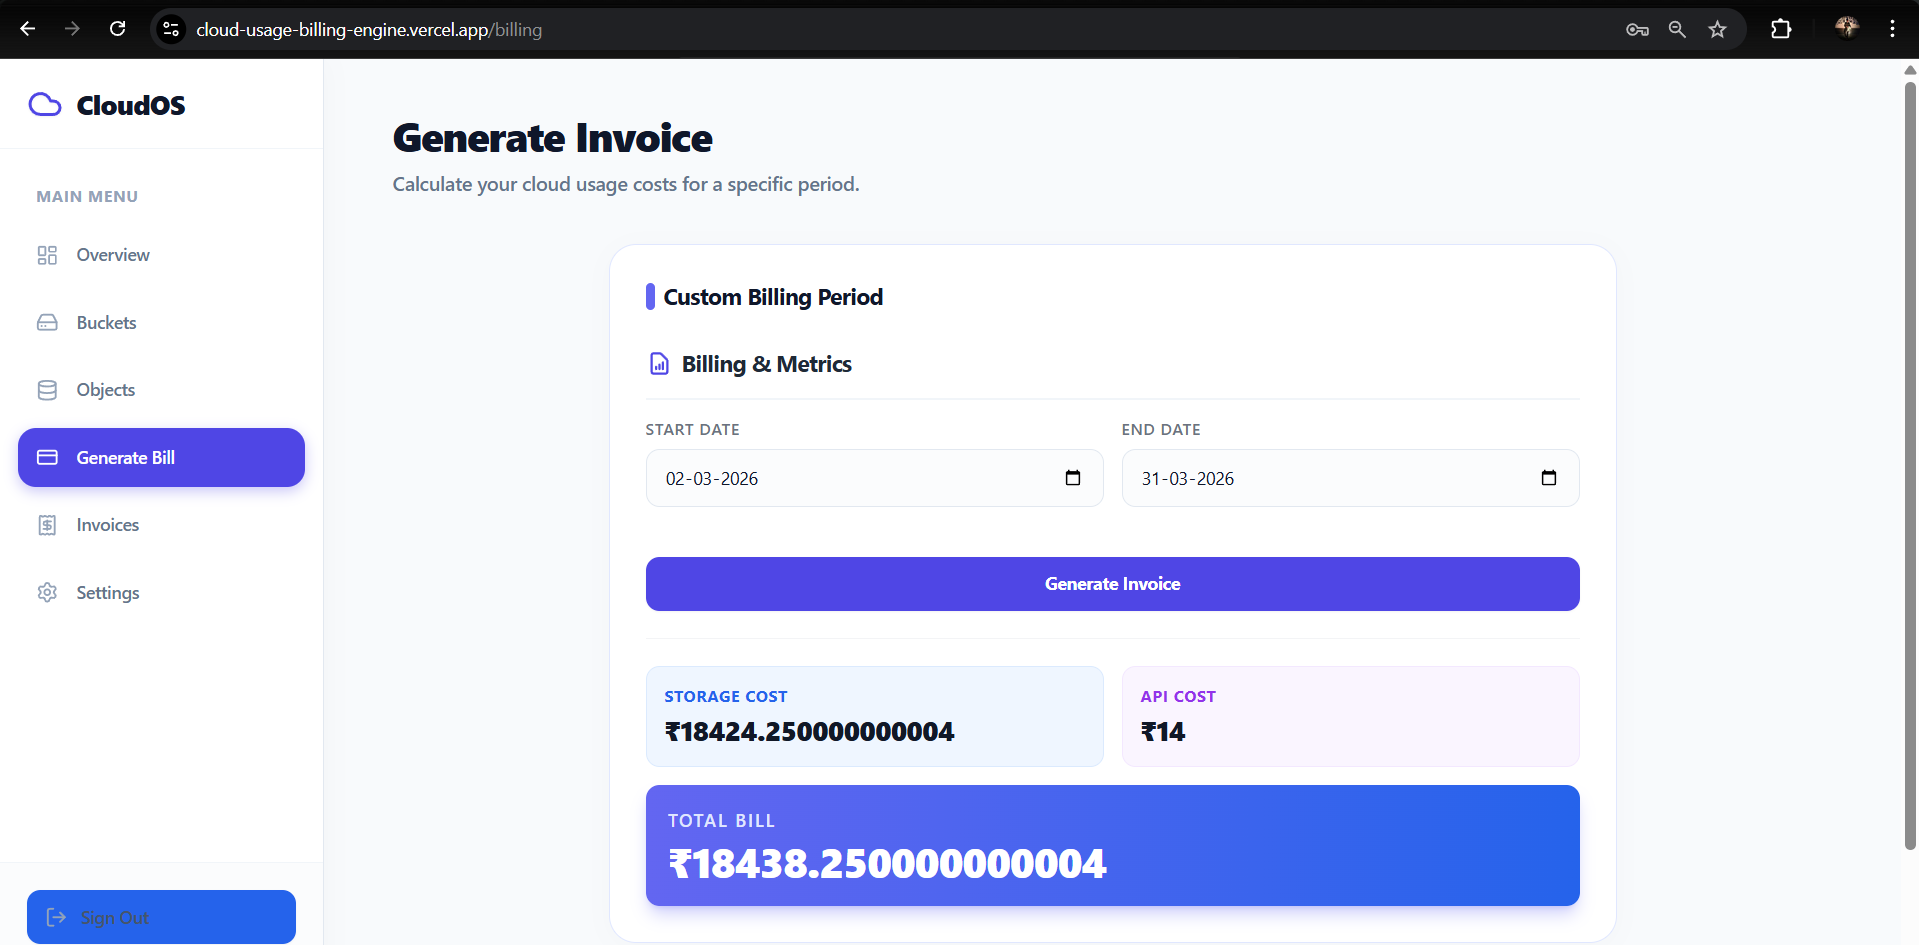 cloud-usage-billing-engine.vercel.app/billing
CloudOS
MAIN MENU
Overview
Buckets
Objects
Generate Bill
Invoices
Settings
Sign Out
Generate Invoice
Calculate your cloud usage costs for a specific period.
Custom Billing Period
Billing & Metrics
START DATE
02-03-2026
END DATE
31-03-2026
Generate Invoice
STORAGE COST
₹18424.250000000004
API COST
₹14
TOTAL BILL
₹18438.250000000004